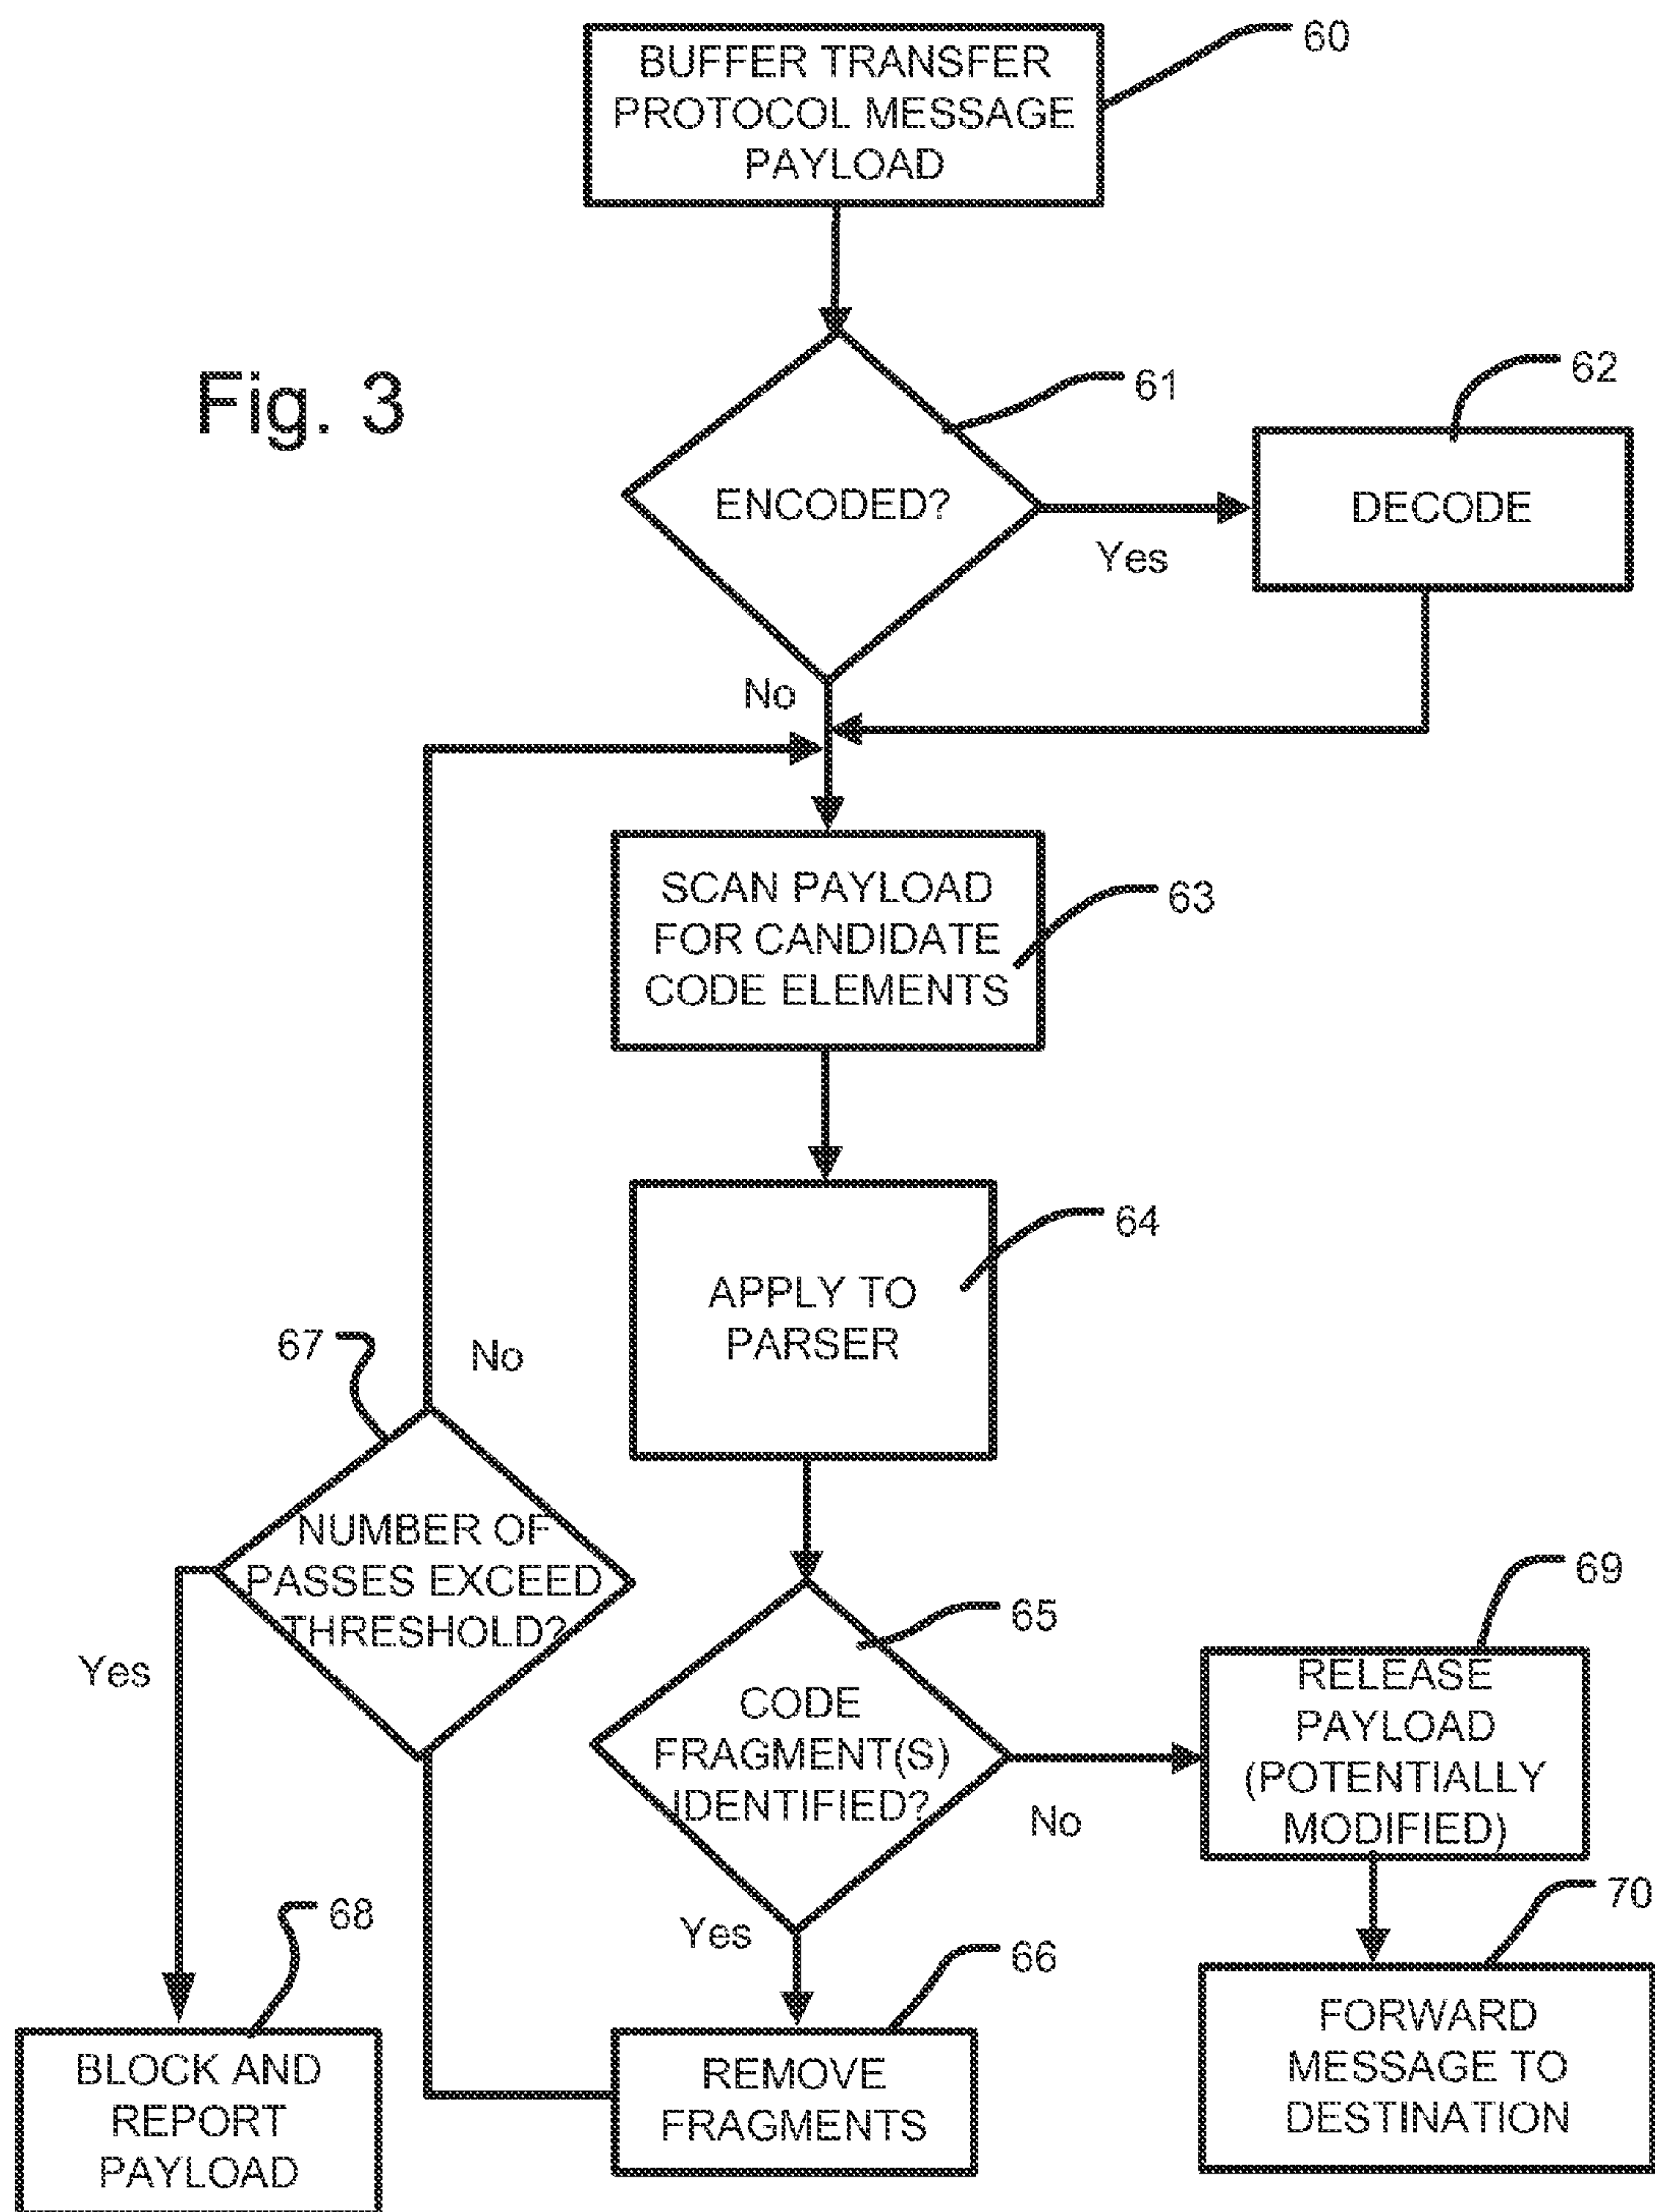 BUFFER TRANSFER
PROTOCOL MESSAGE
PAYLOAD
60
Fig. 3
ENCODED?
61
Yes
DECODE
62
No
SCAN PAYLOAD
FOR CANDIDATE
CODE ELEMENTS
63
APPLY TO
PARSER
64
67
No
NUMBER OF
PASSES EXCEED
THRESHOLD?
Yes
65
CODE
FRAGMENT(S)
IDENTIFIED?
No
Yes
69
RELEASE
PAYLOAD
(POTENTIALLY
MODIFIED)
68
BLOCK AND
REPORT
PAYLOAD
66
REMOVE
FRAGMENTS
70
FORWARD
MESSAGE TO
DESTINATION